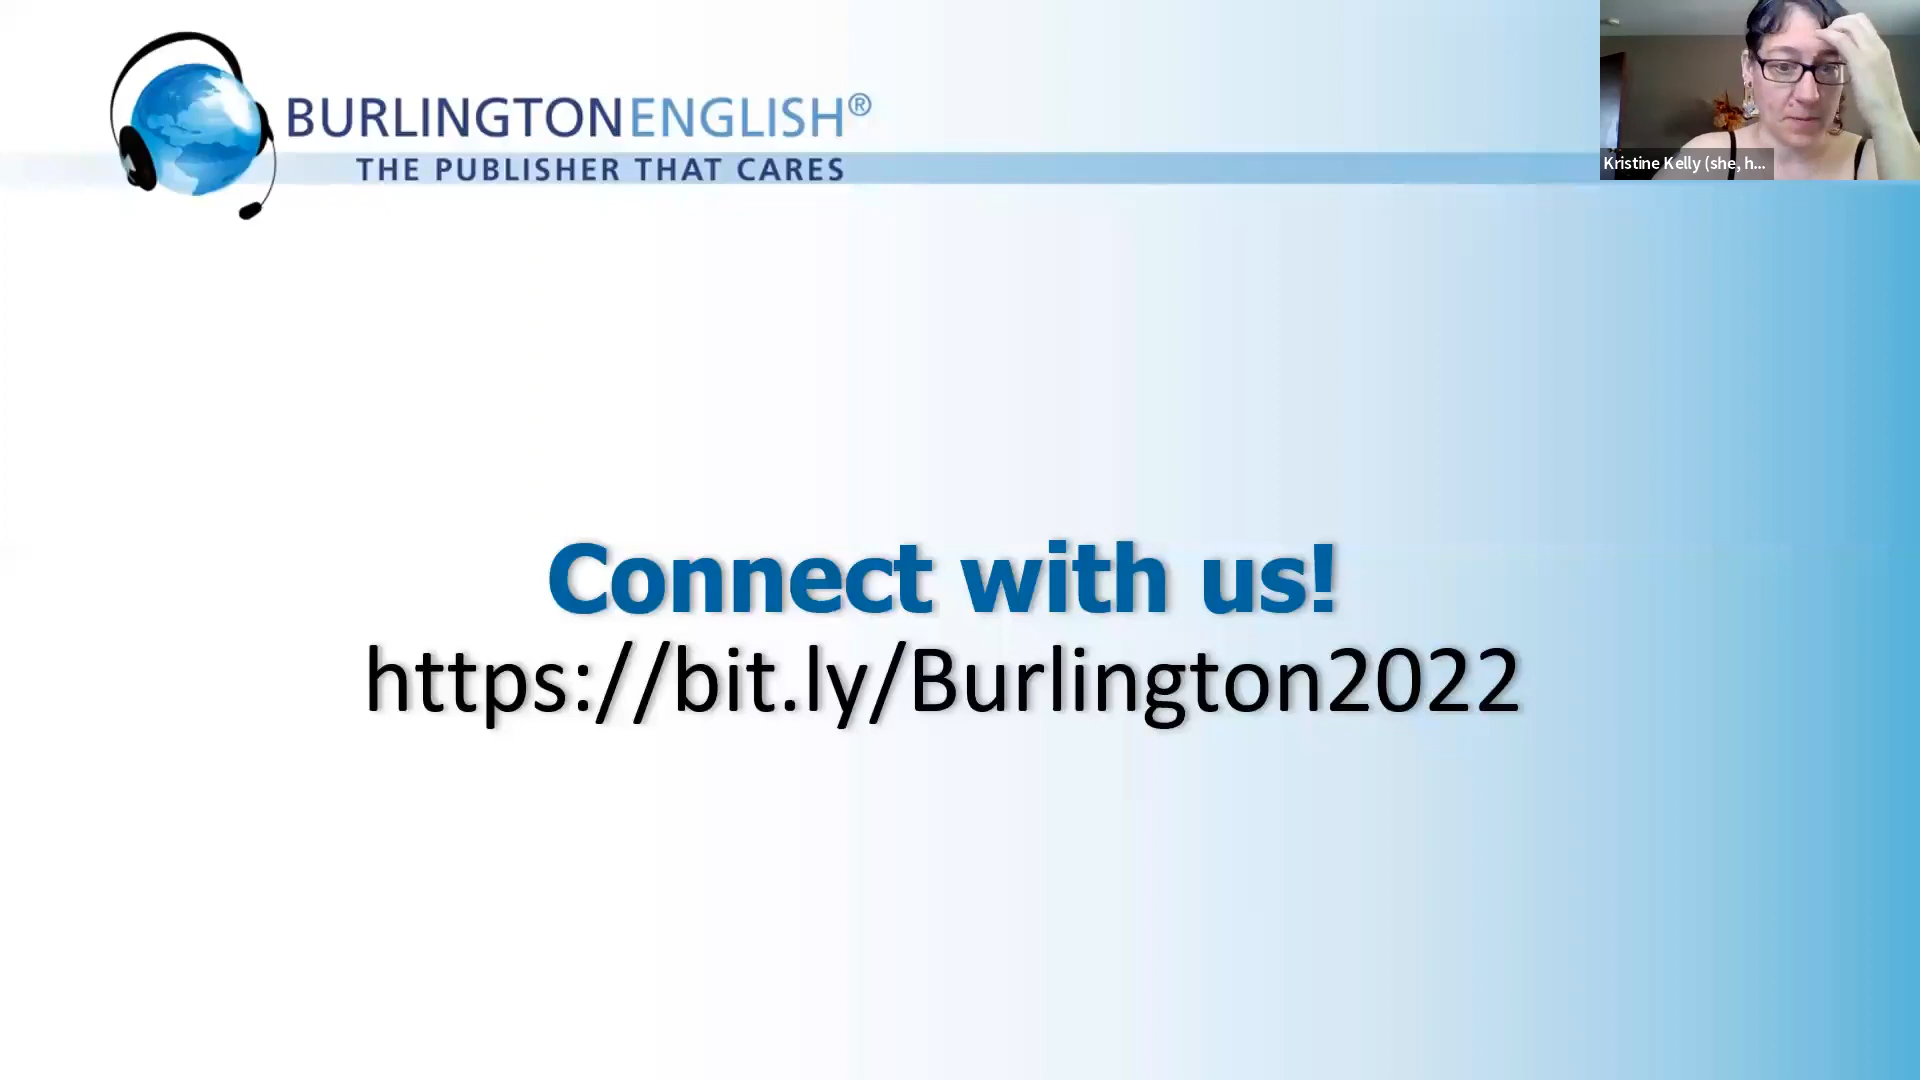 BURLINGTONENGLISH®
THE PUBLISHER THAT CARES
Kristine Kelly (she, h...
Connect with us!
https://bit.ly/Burlington2022